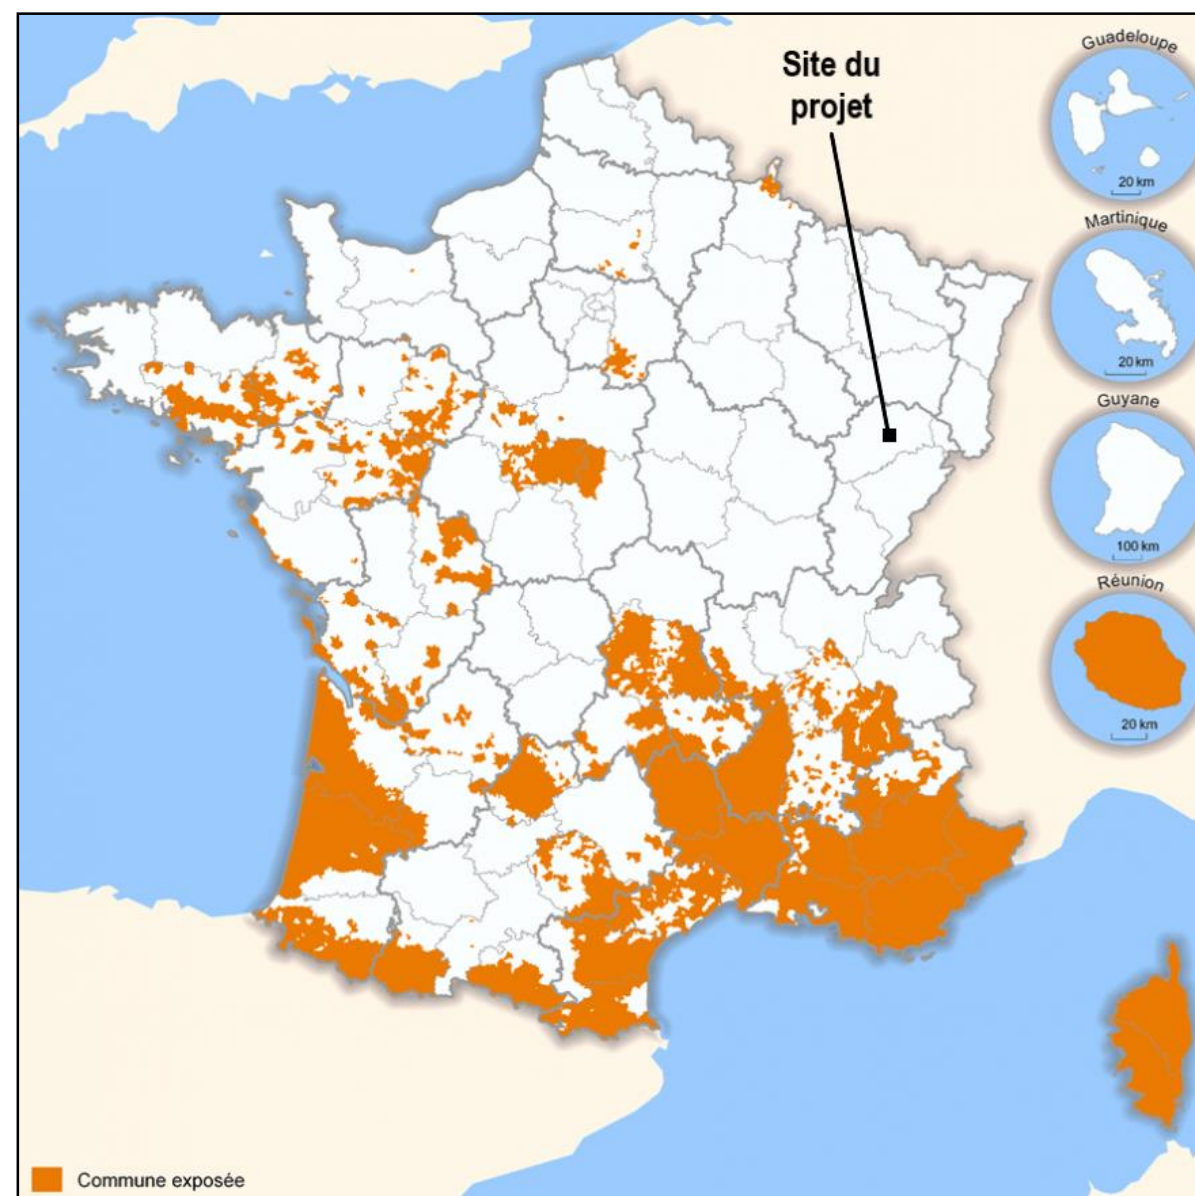 Site du
projet
Guadeloupe
20 km
Martinique
20 km
Guyane
100 km
Réunion
20 km
Commune exposée